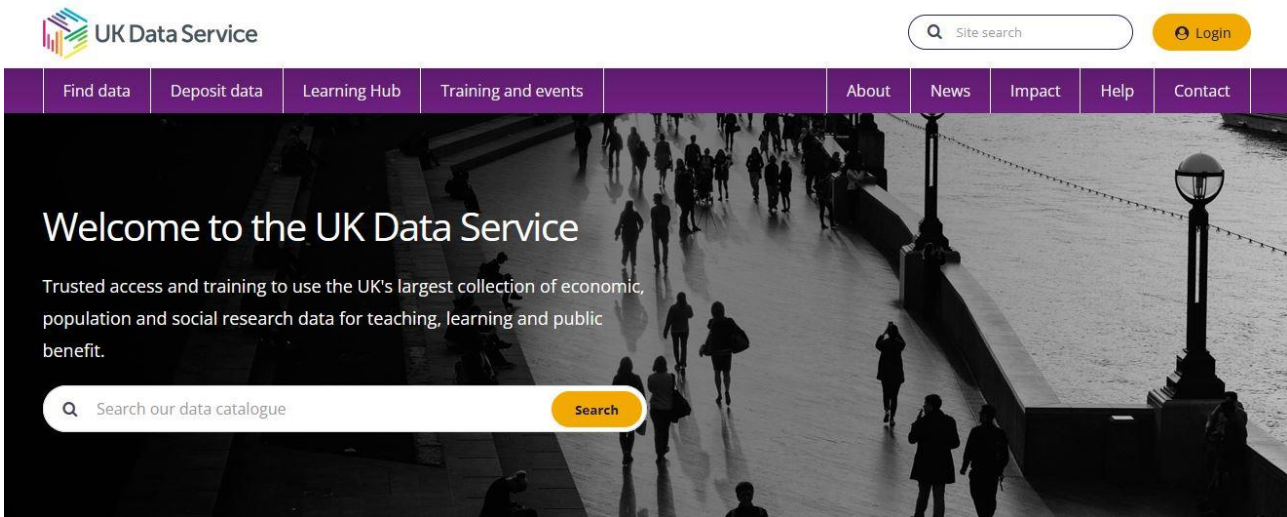 UK Data Service
Site search
Login
Find data
Deposit data
Learning Hub
Training and events
About
News
Impact
Help
Contact
Welcome to the UK Data Service
Trusted access and training to use the UK's largest collection of economic,
population and social research data for teaching, learning and public
benefit.
Search our data catalogue
Search